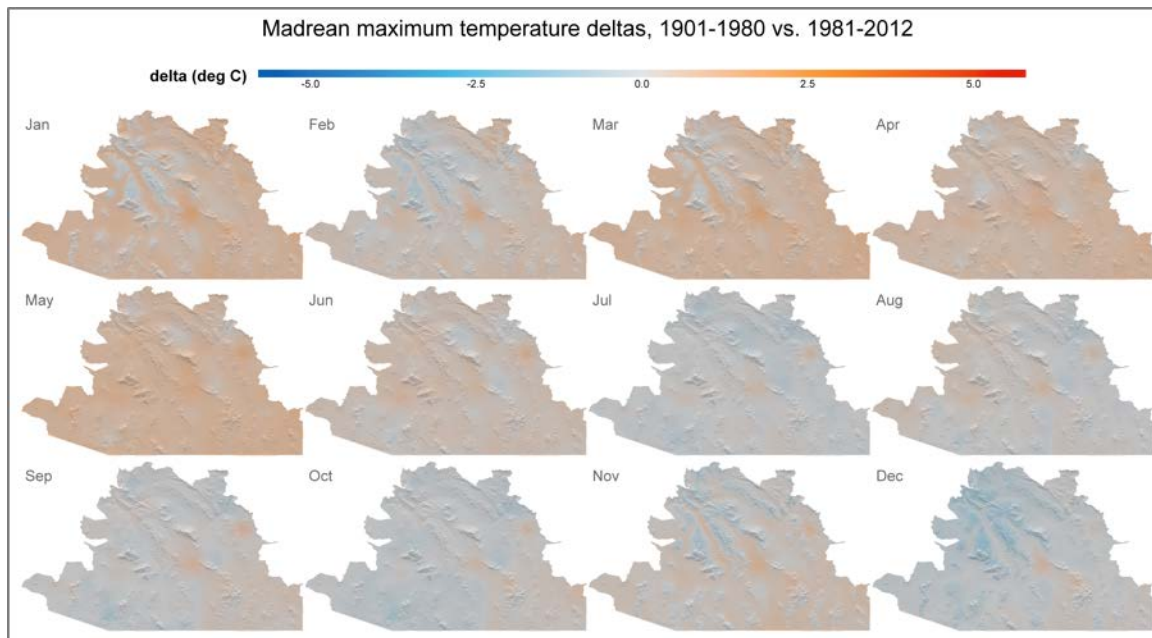 Madrean maximum temperature deltas, 1901-1980 vs. 1981-2012
delta (deg C)
-5.0 -2.5 0.0 2.5 5.0
Jan Feb Mar Apr
May Jun Jul Aug
Sep Oct Nov Dec